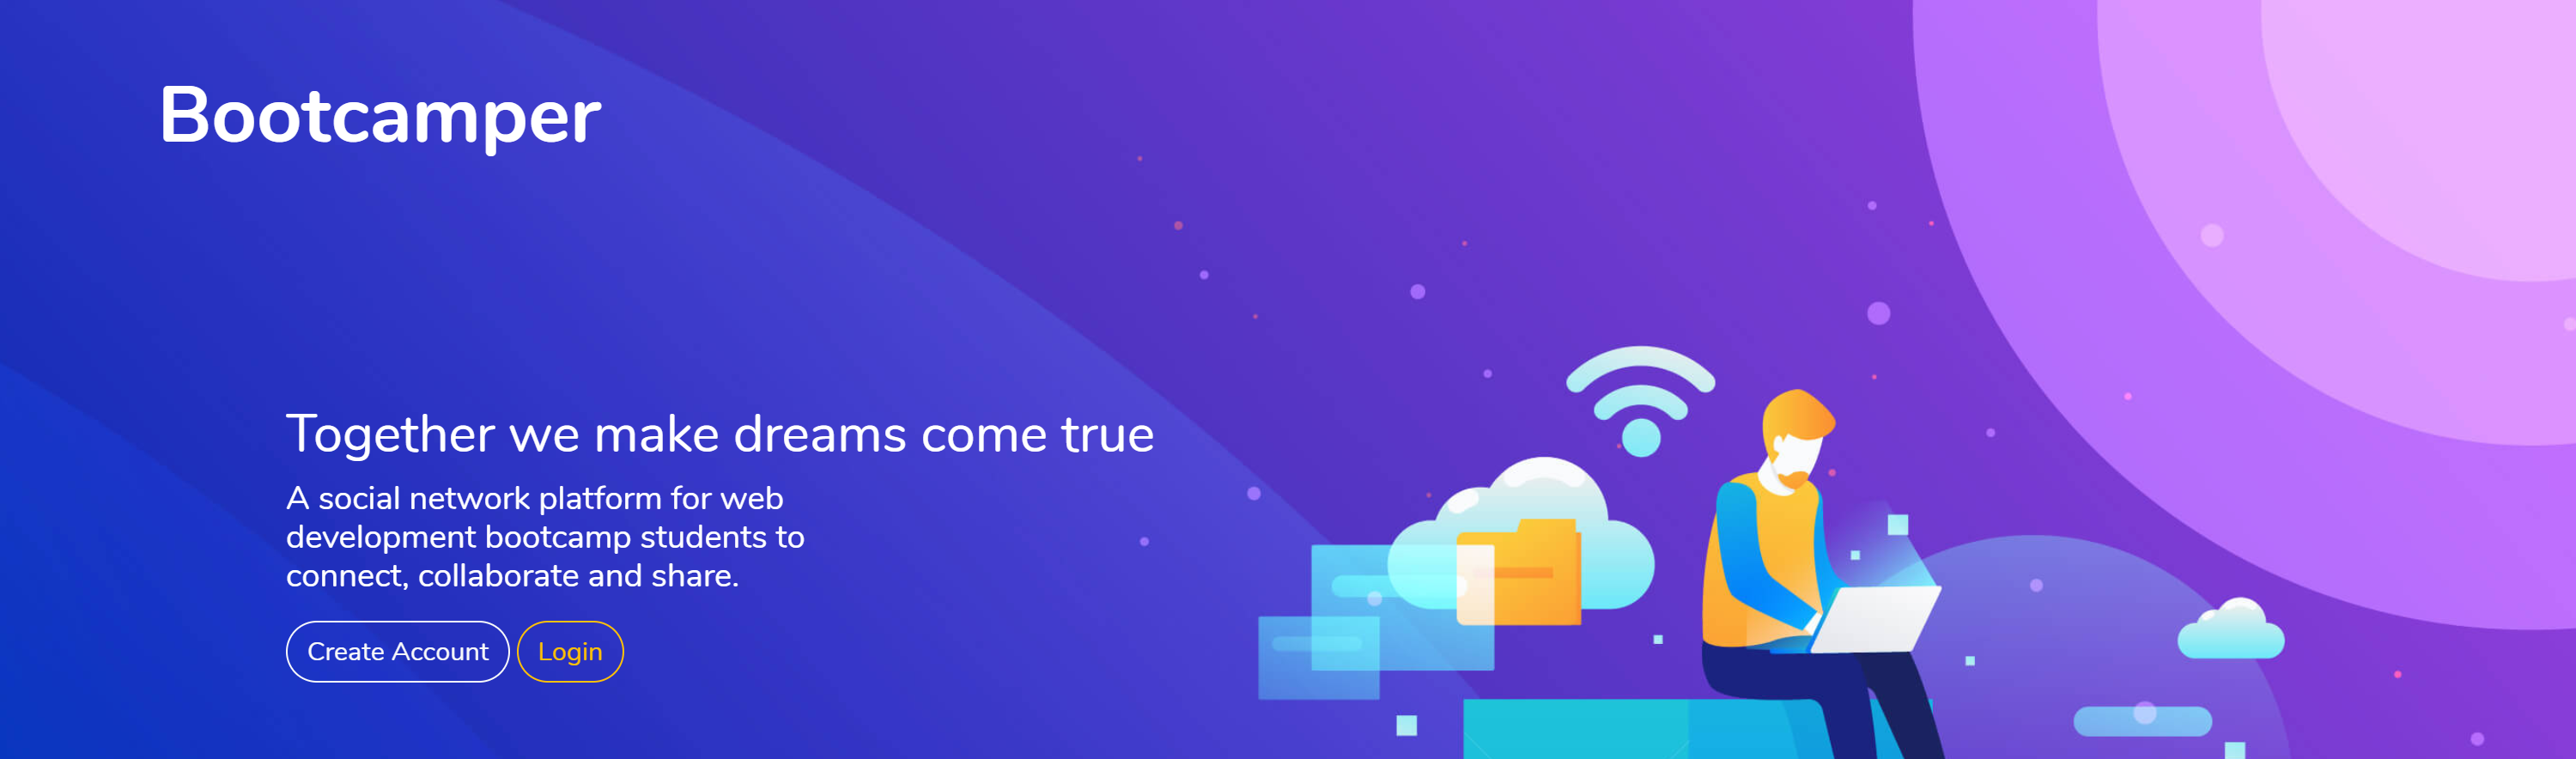 Bootcamper
Together we make dreams come true
A social network platform for web
development bootcamp students to
connect, collaborate and share.
Create Account Login